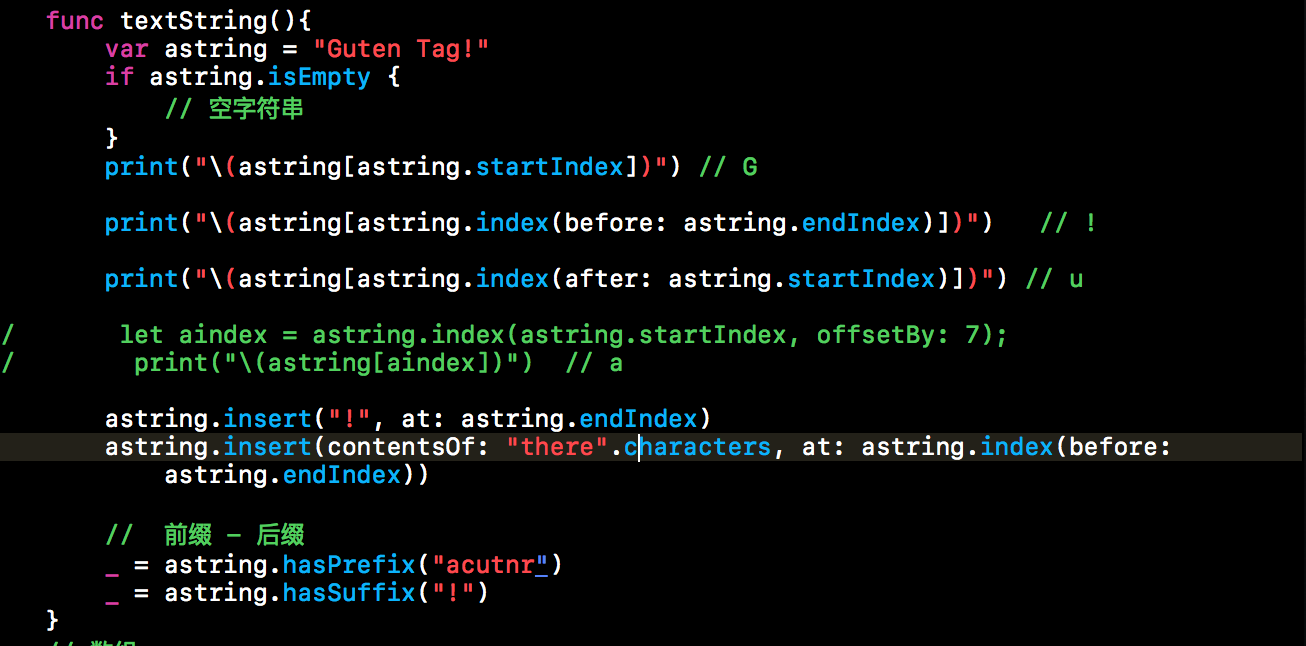 func textString(){
var astring = "Guten Tag!"
if astring.isEmpty {
// 空字符串
}
print("\(astring[astring.startIndex])") // G
print("\(astring[astring.index(before: astring.endIndex)])")   // !
print("\(astring[astring.index(after: astring.startIndex)])") // u
/ let aindex = astring.index(astring.startIndex, offsetBy: 7);
/ print("\(astring[aindex])")  // a
astring.insert("!", at: astring.endIndex)
astring.insert(contentsOf: "there".characters, at: astring.index(before:
astring.endIndex))
//  前缀 - 后缀
_ = astring.hasPrefix("acutnr")
_ = astring.hasSuffix("!")
}